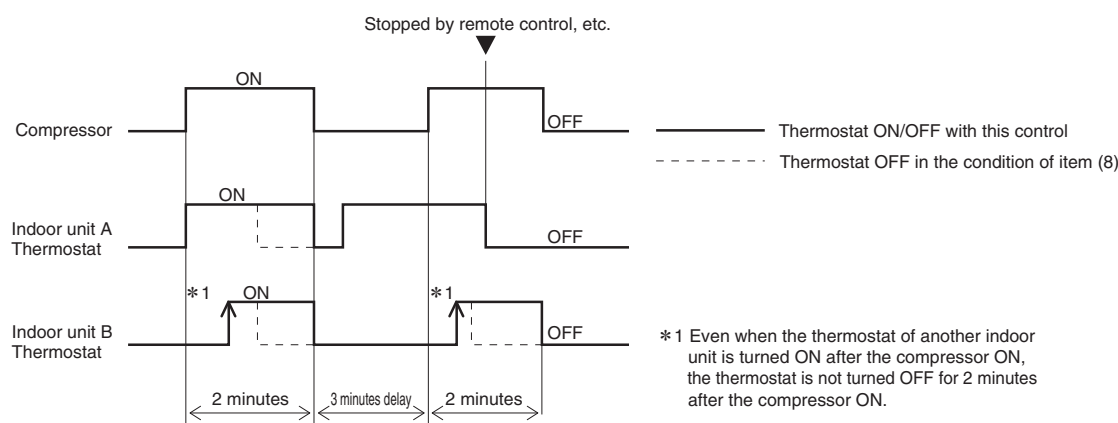 Stopped by remote control, etc.
ON
Compressor
OFF
Thermostat ON/OFF with this control
Thermostat OFF in the condition of item (8)
ON
Indoor unit A
Thermostat
OFF
*1
ON
*1
Indoor unit B
Thermostat
OFF
*1 Even when the thermostat of another indoor
unit is turned ON after the compressor ON,
the thermostat is not turned OFF for 2 minutes
after the compressor ON.
2 minutes
3 minutes delay
2 minutes